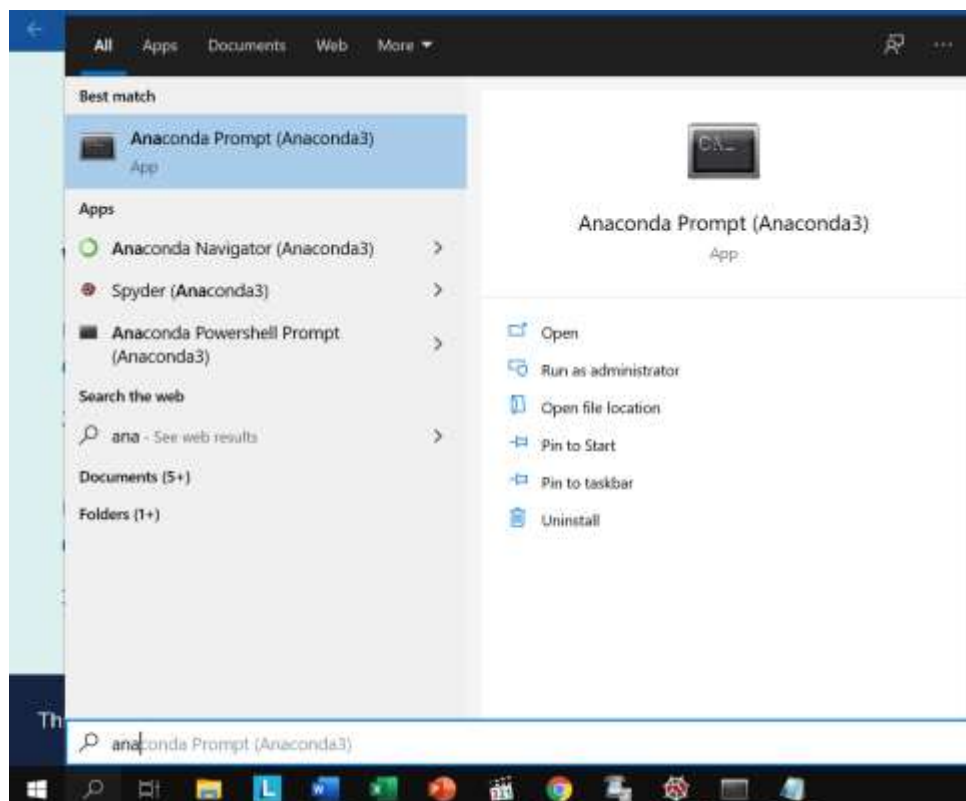 All Apps Documents Web More
Best match
Anaconda Prompt (Anaconda3)
App
Apps
Anaconda Navigator (Anaconda3)
Spyder (Anaconda3)
Anaconda Powershell Prompt
(Anaconda3)
Search the web
ana - See web results
Documents (5+)
Folders (1+)
Anaconda Prompt (Anaconda3)
App
Open
Run as administrator
Open file location
Pin to Start
Pin to taskbar
Uninstall
Th
anaconda Prompt (Anaconda3)